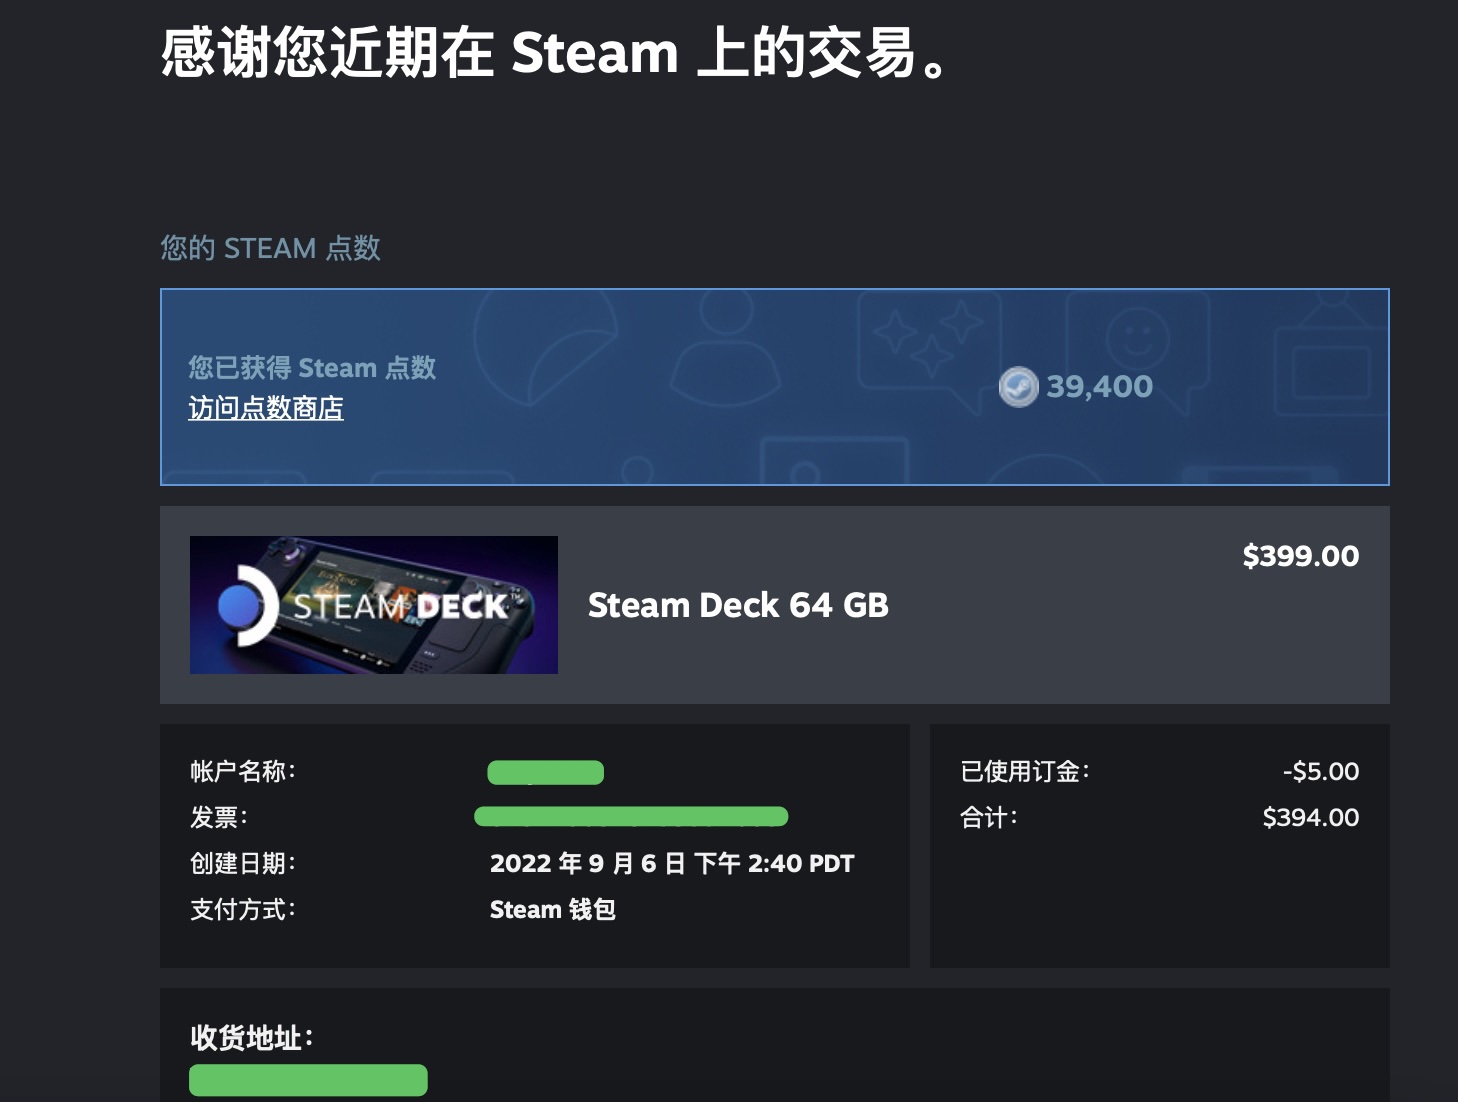 感谢您近期在 Steam 上的交易。
您的 STEAM 点数
您已获得 Steam 点数
访问点数商店
39,400
STEAM DECK™
Steam Deck 64 GB
$399.00
帐户名称：
发票：
创建日期： 2022 年 9 月 6 日 下午 2:40 PDT
支付方式： Steam 钱包
已使用订金： -$5.00
合计： $394.00
收货地址：